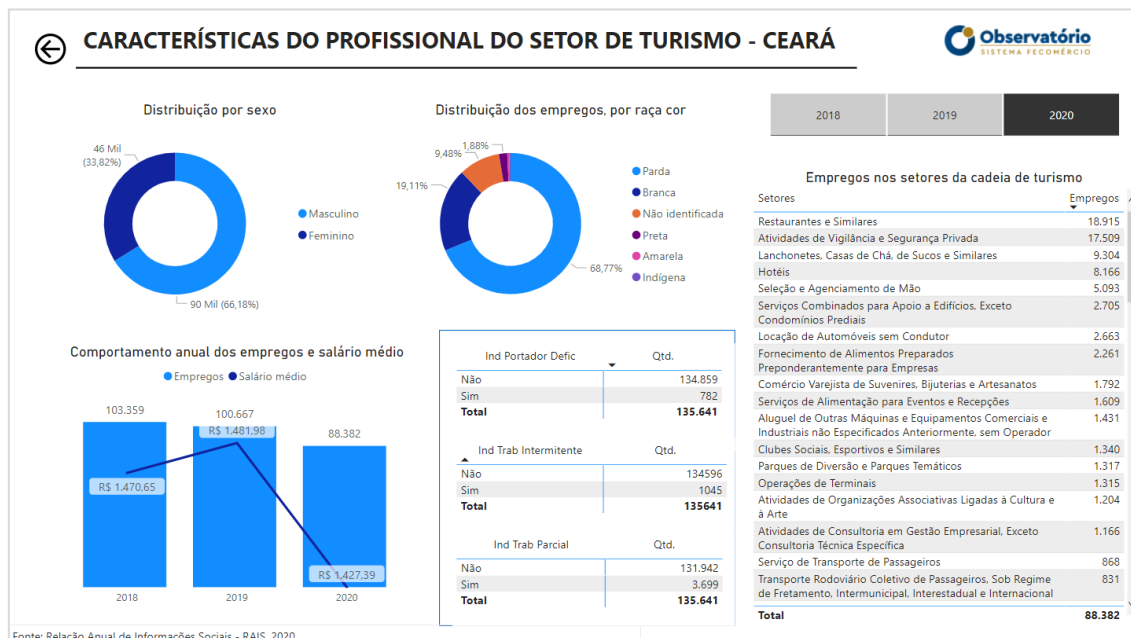 CARACTERÍSTICAS DO PROFISSIONAL DO SETOR DE TURISMO - CEARÁ
Observatório
SISTEMA FECOMÉRCIO
Distribuição por sexo
46 Mil
(33,82%)
90 Mil (66,18%)
Masculino
Feminino
Distribuição dos empregos, por raça cor
1,88%
9,48%
19,11%
68,77%
Parda
Branca
Não identificada
Preta
Amarela
Indígena
2018 2019 2020
Empregos nos setores da cadeia de turismo
Setores Empregos
Restaurantes e Similares 18.915
Atividades de Vigilância e Segurança Privada 17.509
Lanchonetes, Casas de Chá, de Sucos e Similares 9.304
Hotéis 8.166
Seleção e Agenciamento de Mão 5.093
Serviços Combinados para Apoio a Edifícios, Exceto 2.705
Condomínios Prediais
Locação de Automóveis sem Condutor 2.663
Fornecimento de Alimentos Preparados 2.261
Preponderantemente para Empresas
Comércio Varejista de Suvenires, Bijuterias e Artesanatos 1.792
Serviços de Alimentação para Eventos e Recepções 1.609
Aluguel de Outras Máquinas e Equipamentos Comerciais e 1.431
Industriais não Especificados Anteriormente, sem Operador
Clubes Sociais, Esportivos e Similares 1.340
Parques de Diversão e Parques Temáticos 1.317
Operações de Terminais 1.315
Atividades de Organizações Associativas Ligadas à Cultura e 1.204
à Arte
Atividades de Consultoria em Gestão Empresarial, Exceto 1.166
Consultoria Técnica Específica
Serviço de Transporte de Passageiros 868
Transporte Rodoviário Coletivo de Passageiros, Sob Regime 831
de Fretamento, Intermunicipal, Interestadual e Internacional
Total 88.382
Comportamento anual dos empregos e salário médio
Empregos Salário médio
103.359
100.667
88.382
R$ 1.470,65
R$ 1.481,98
R$ 1.427,39
2018 2019 2020
Ind Portador Defic Qtd.
Não 134.859
Sim 782
Total 135.641
Ind Trab Intermitente Qtd.
Não 134596
Sim 1045
Total 135641
Ind Trab Parcial Qtd.
Não 131.942
Sim 3.699
Total 135.641
Fonte: Relação Anual de Informações Sociais - RAIS, 2020